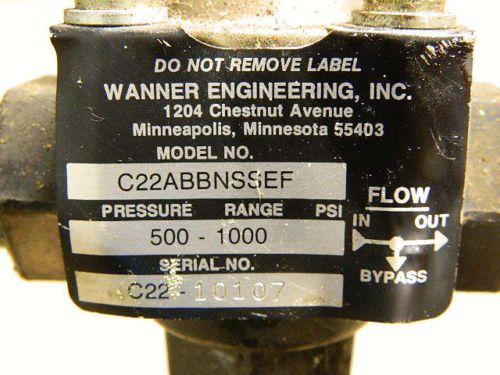 DO NOT REMOVE LABEL
WANNER ENGINEERING, INC.
1204 Chestnut Avenue
Minneapolis, Minnesota 55403
MODEL NO.
C22ABBNSSEF
PRESSURE RANGE PSI
500 - 1000
SERIAL NO.
C22 - 10107
FLOW
IN OUT
BYPASS